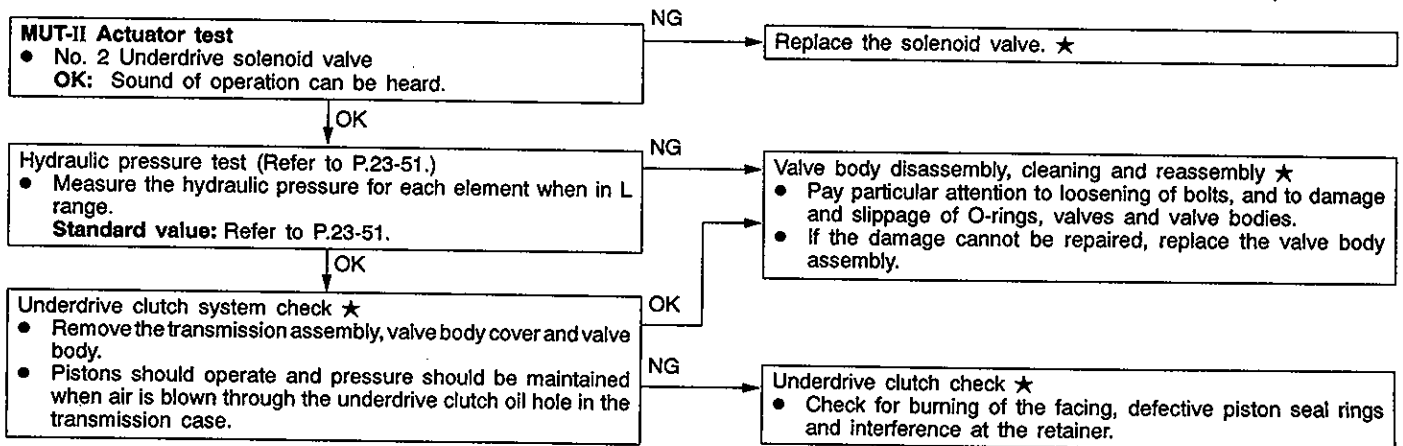 MUT-II Actuator test
● No. 2 Underdrive solenoid valve
OK: Sound of operation can be heard.
NG
Replace the solenoid valve. ★
OK
Hydraulic pressure test (Refer to P.23-51.)
● Measure the hydraulic pressure for each element when in L
range.
Standard value: Refer to P.23-51.
NG
Valve body disassembly, cleaning and reassembly ★
● Pay particular attention to loosening of bolts, and to damage
and slippage of O-rings, valves and valve bodies.
● If the damage cannot be repaired, replace the valve body
assembly.
OK
Underdrive clutch system check ★
● Remove the transmission assembly, valve body cover and valve
body.
● Pistons should operate and pressure should be maintained
when air is blown through the underdrive clutch oil hole in the
transmission case.
OK
NG
Underdrive clutch check ★
● Check for burning of the facing, defective piston seal rings
and interference at the retainer.